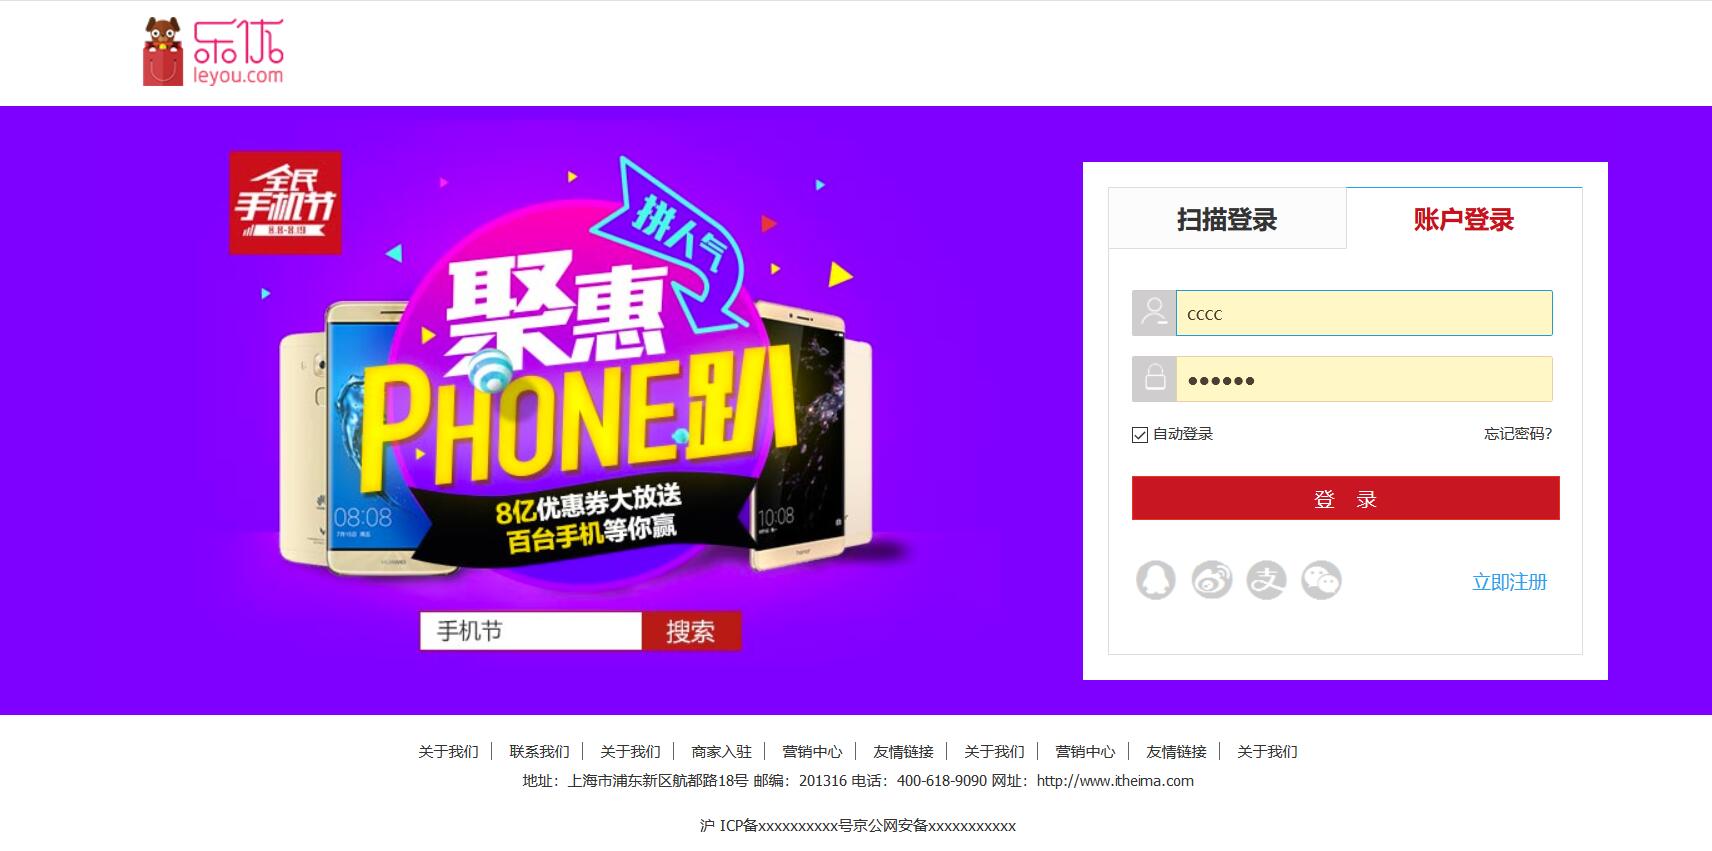 乐优
leyou.com
全民
手机节
8.8-8.19
拼人气
聚惠
PHONE趴
8亿优惠券大放送
百台手机等你赢
08:08
10:08
HUAWEI
honor
手机节 搜索
扫描登录 账户登录
cccc
●●●●●●
自动登录 忘记密码?
登 录
立即注册
关于我们 联系我们 关于我们 商家入驻 营销中心 友情链接 关于我们 营销中心 友情链接 关于我们
地址：上海市浦东新区航都路18号 邮编：201316 电话：400-618-9090 网址：http://www.itheima.com
沪 ICP备xxxxxxxxxx号京公网安备xxxxxxxxxxx